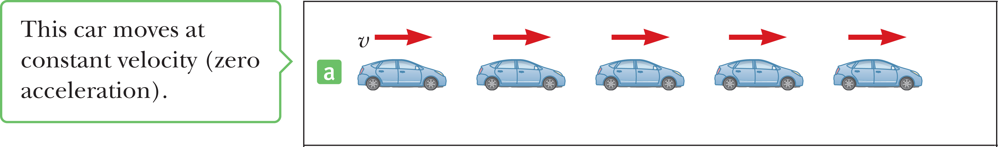 This car moves at
constant velocity (zero
acceleration).
v
a